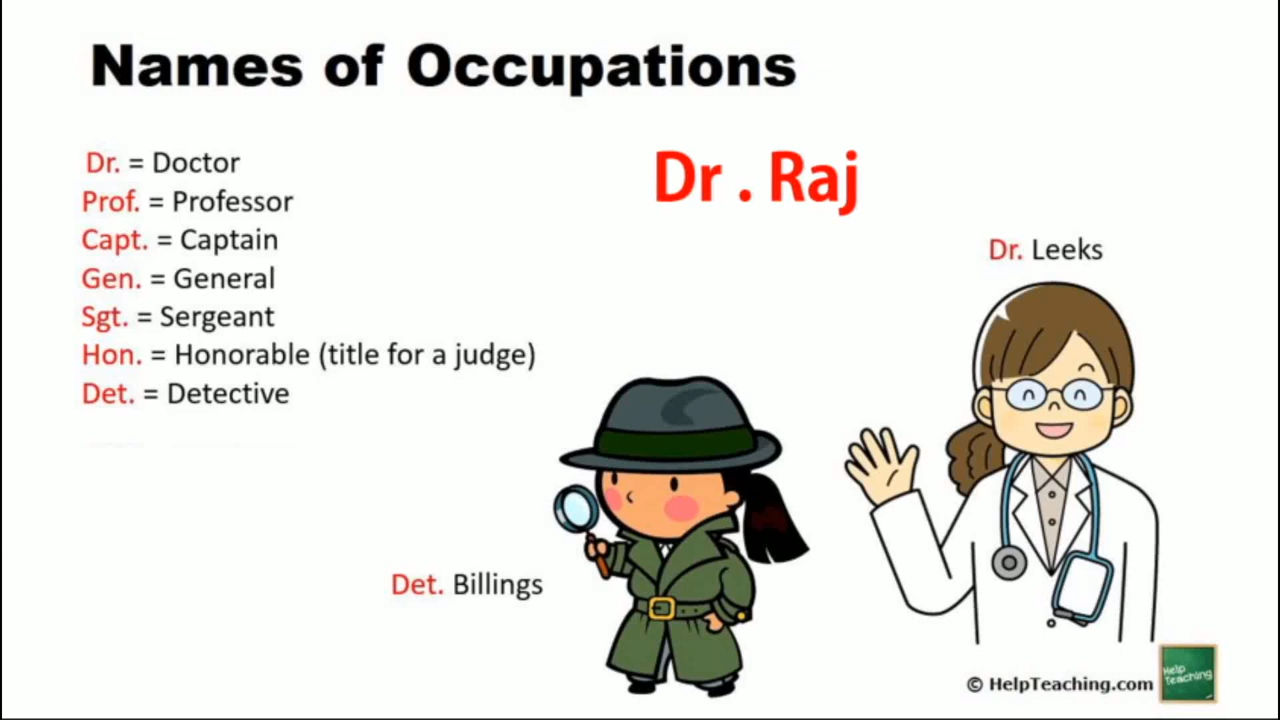 Names of Occupations
Dr. = Doctor
Prof. = Professor
Capt. = Captain
Gen. = General
Sgt. = Sergeant
Hon. = Honorable (title for a judge)
Det. = Detective
Dr . Raj
Dr. Leeks
Det. Billings
© HelpTeaching.com
Help
Teaching